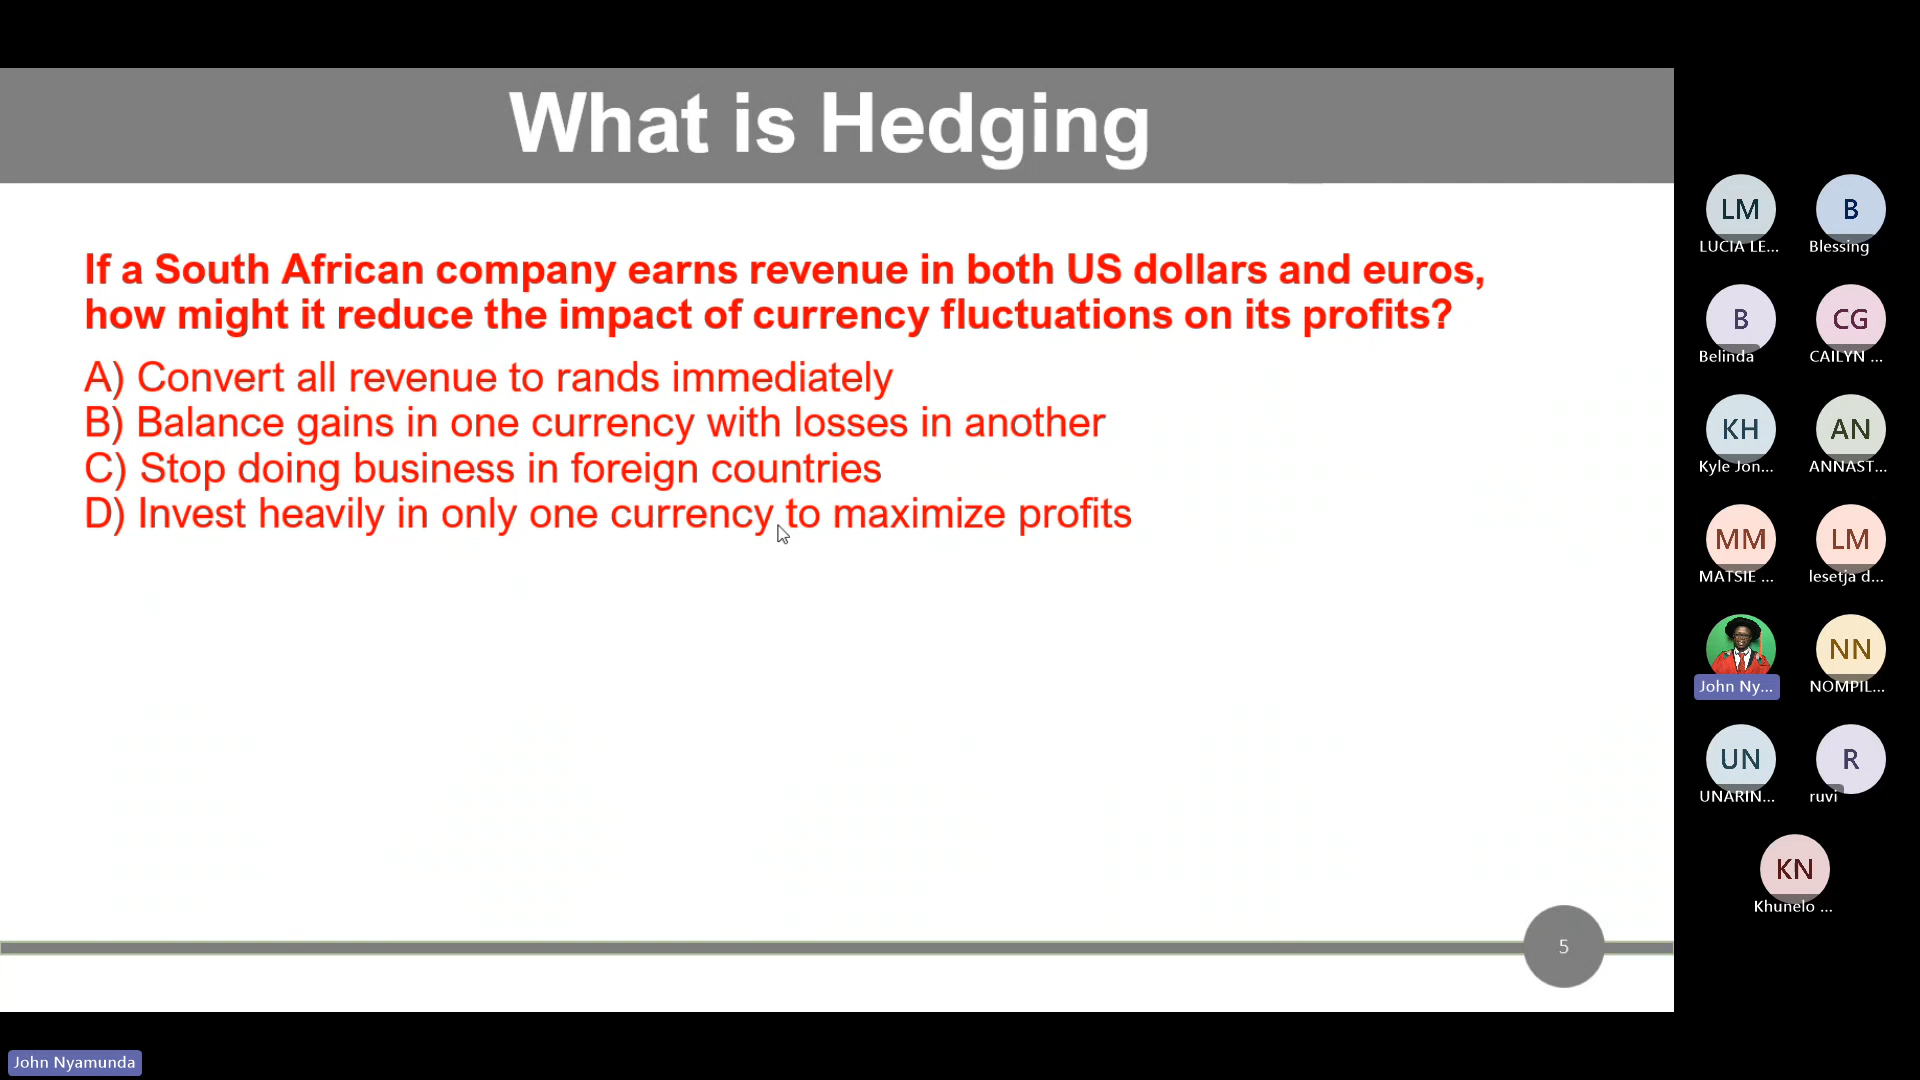 What is Hedging
If a South African company earns revenue in both US dollars and euros,
how might it reduce the impact of currency fluctuations on its profits?
A) Convert all revenue to rands immediately
B) Balance gains in one currency with losses in another
C) Stop doing business in foreign countries
D) Invest heavily in only one currency to maximize profits
5
LM
B
LUCIA LE...
Blessing
B
CG
Belinda
CAILYN ...
KH
AN
Kyle Jon...
ANNAST...
MM
LM
MATSIE ...
lesetja d...
NN
John Ny...
NOMPIL...
UN
R
UNARIN...
ruvi
KN
Khunelo ...
John Nyamunda